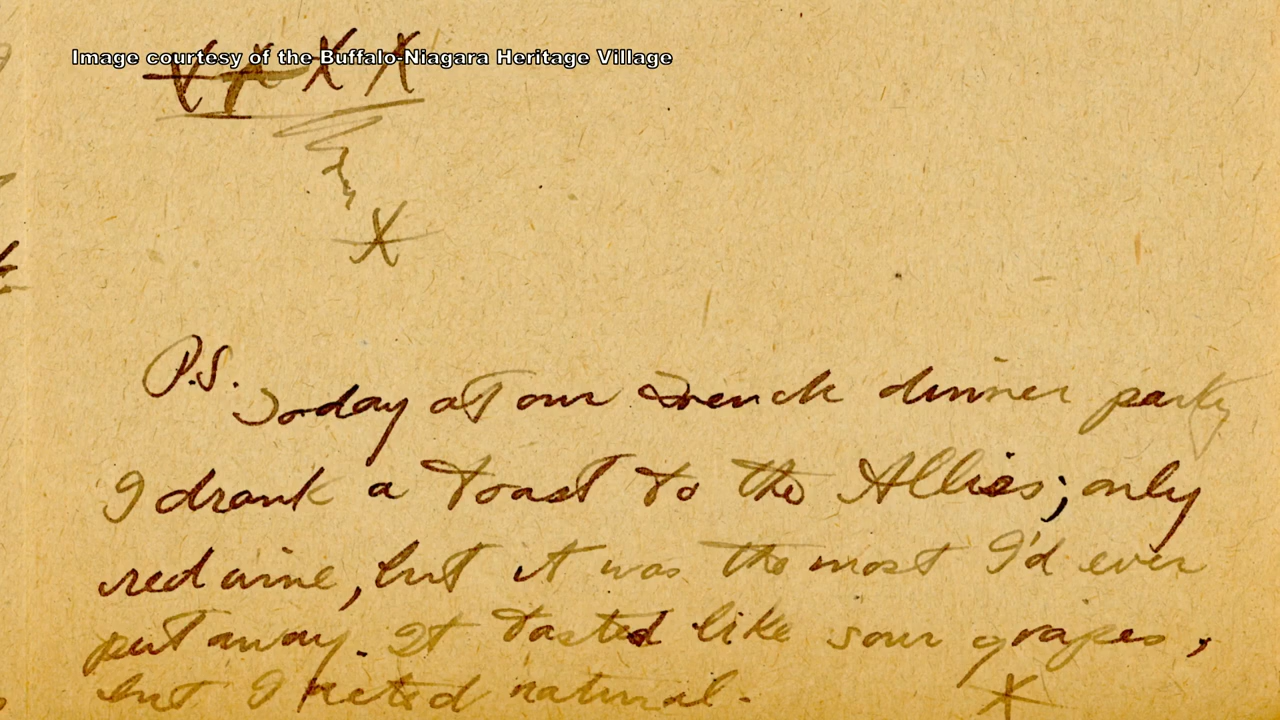 Image courtesy of the Buffalo-Niagara Heritage Village
X X X X
X
P.S.
Today at our French dinner party
I drank a toast to the Allies; only
red wine, but it was the most I'd ever
put away. It tasted like sour grapes,
but I acted natural. X